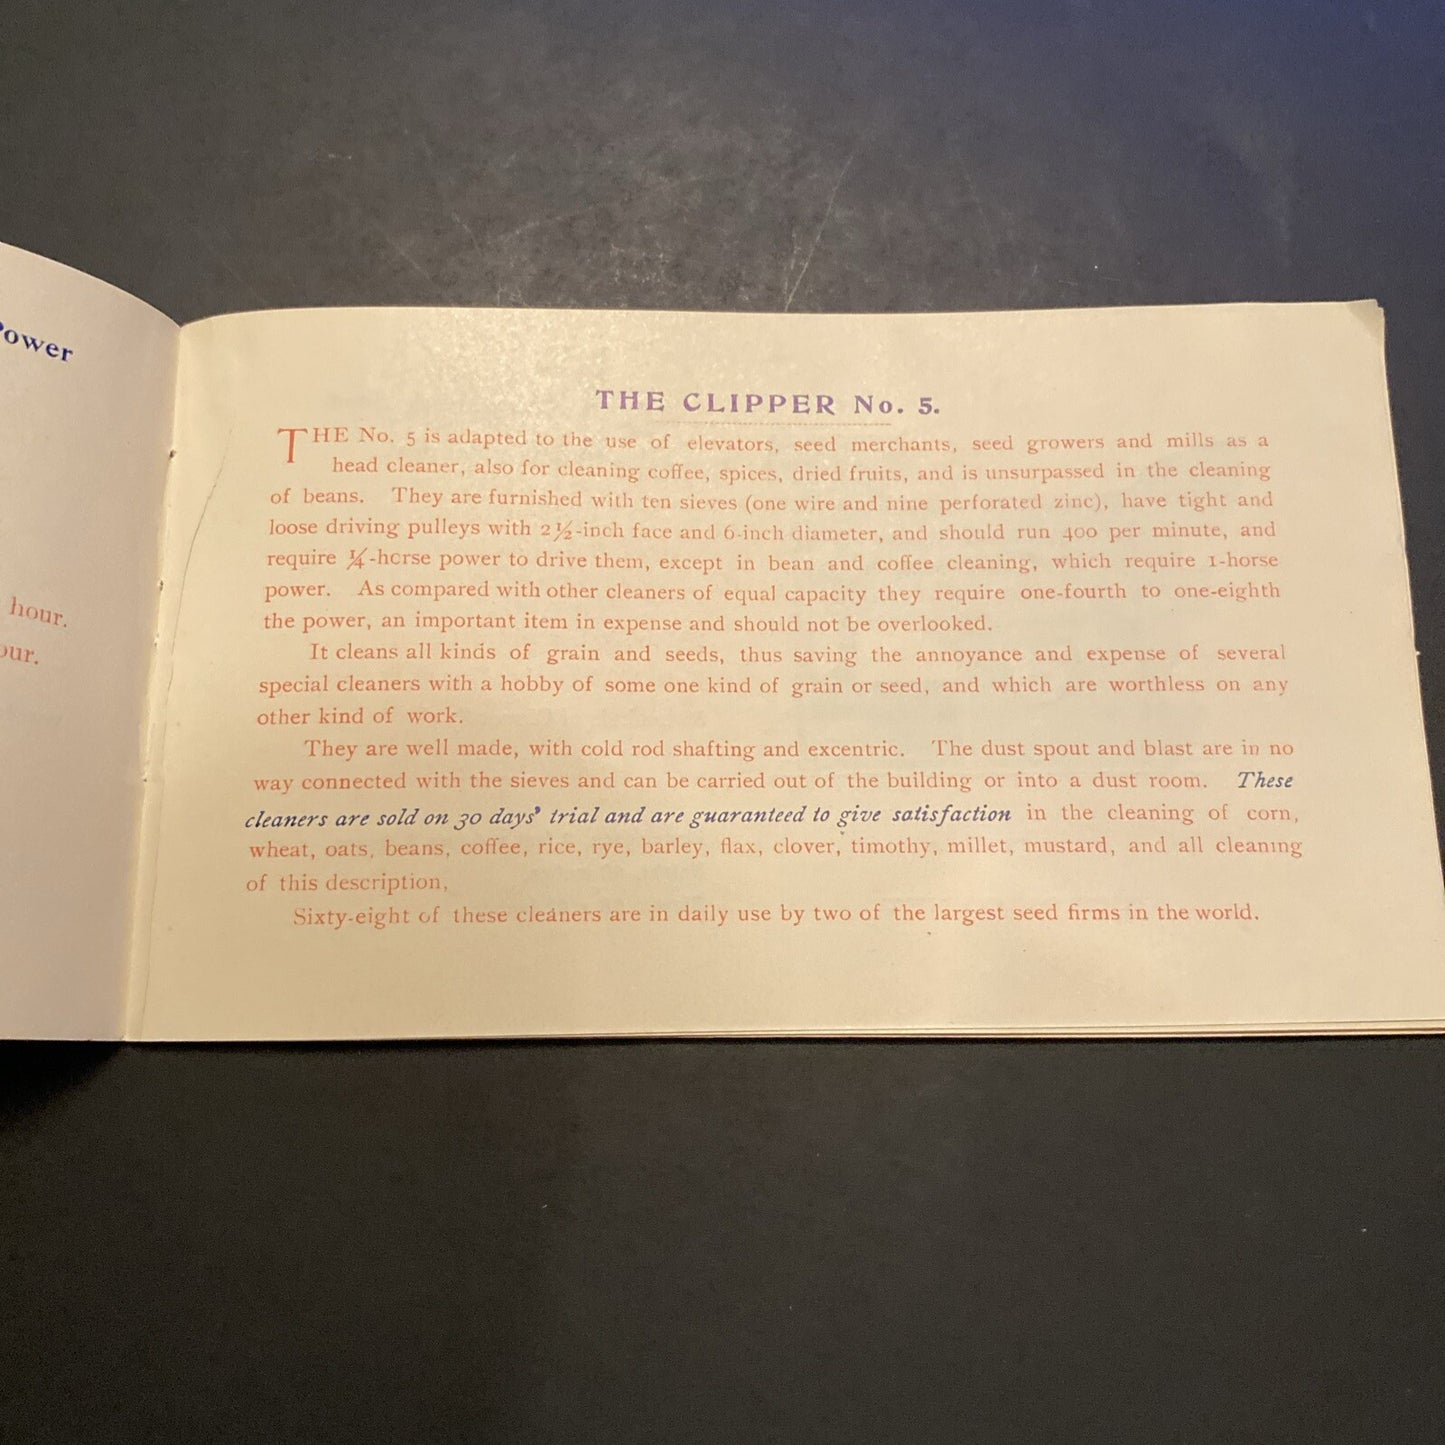 Power
hour.
our.
THE CLIPPER No. 5.
THE No. 5 is adapted to the use of elevators, seed merchants, seed growers and mills as a
head cleaner, also for cleaning coffee, spices, dried fruits, and is unsurpassed in the cleaning
of beans. They are furnished with ten sieves (one wire and nine perforated zinc), have tight and
loose driving pulleys with 2½-inch face and 6-inch diameter, and should run 400 per minute, and
require ¼-horse power to drive them, except in bean and coffee cleaning, which require 1-horse
power. As compared with other cleaners of equal capacity they require one-fourth to one-eighth
the power, an important item in expense and should not be overlooked.
It cleans all kinds of grain and seeds, thus saving the annoyance and expense of several
special cleaners with a hobby of some one kind of grain or seed, and which are worthless on any
other kind of work.
They are well made, with cold rod shafting and excentric. The dust spout and blast are in no
way connected with the sieves and can be carried out of the building or into a dust room. These
cleaners are sold on 30 days' trial and are guaranteed to give satisfaction in the cleaning of corn,
wheat, oats, beans, coffee, rice, rye, barley, flax, clover, timothy, millet, mustard, and all cleaning
of this description,
Sixty-eight of these cleaners are in daily use by two of the largest seed firms in the world.